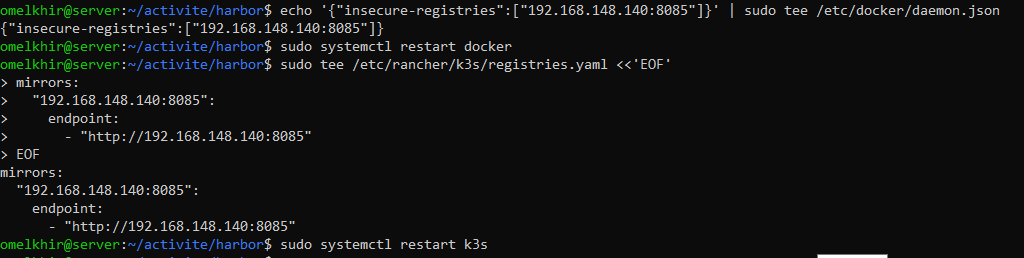 omelkhir@server:~/activite/harbor$ echo '{"insecure-registries":["192.168.148.140:8085"]}' | sudo tee /etc/docker/daemon.json
{"insecure-registries":["192.168.148.140:8085"]}
omelkhir@server:~/activite/harbor$ sudo systemctl restart docker
omelkhir@server:~/activite/harbor$ sudo tee /etc/rancher/k3s/registries.yaml <<'EOF'
> mirrors:
>   "192.168.148.140:8085":
>     endpoint:
>       - "http://192.168.148.140:8085"
> EOF
mirrors:
  "192.168.148.140:8085":
    endpoint:
      - "http://192.168.148.140:8085"
omelkhir@server:~/activite/harbor$ sudo systemctl restart k3s